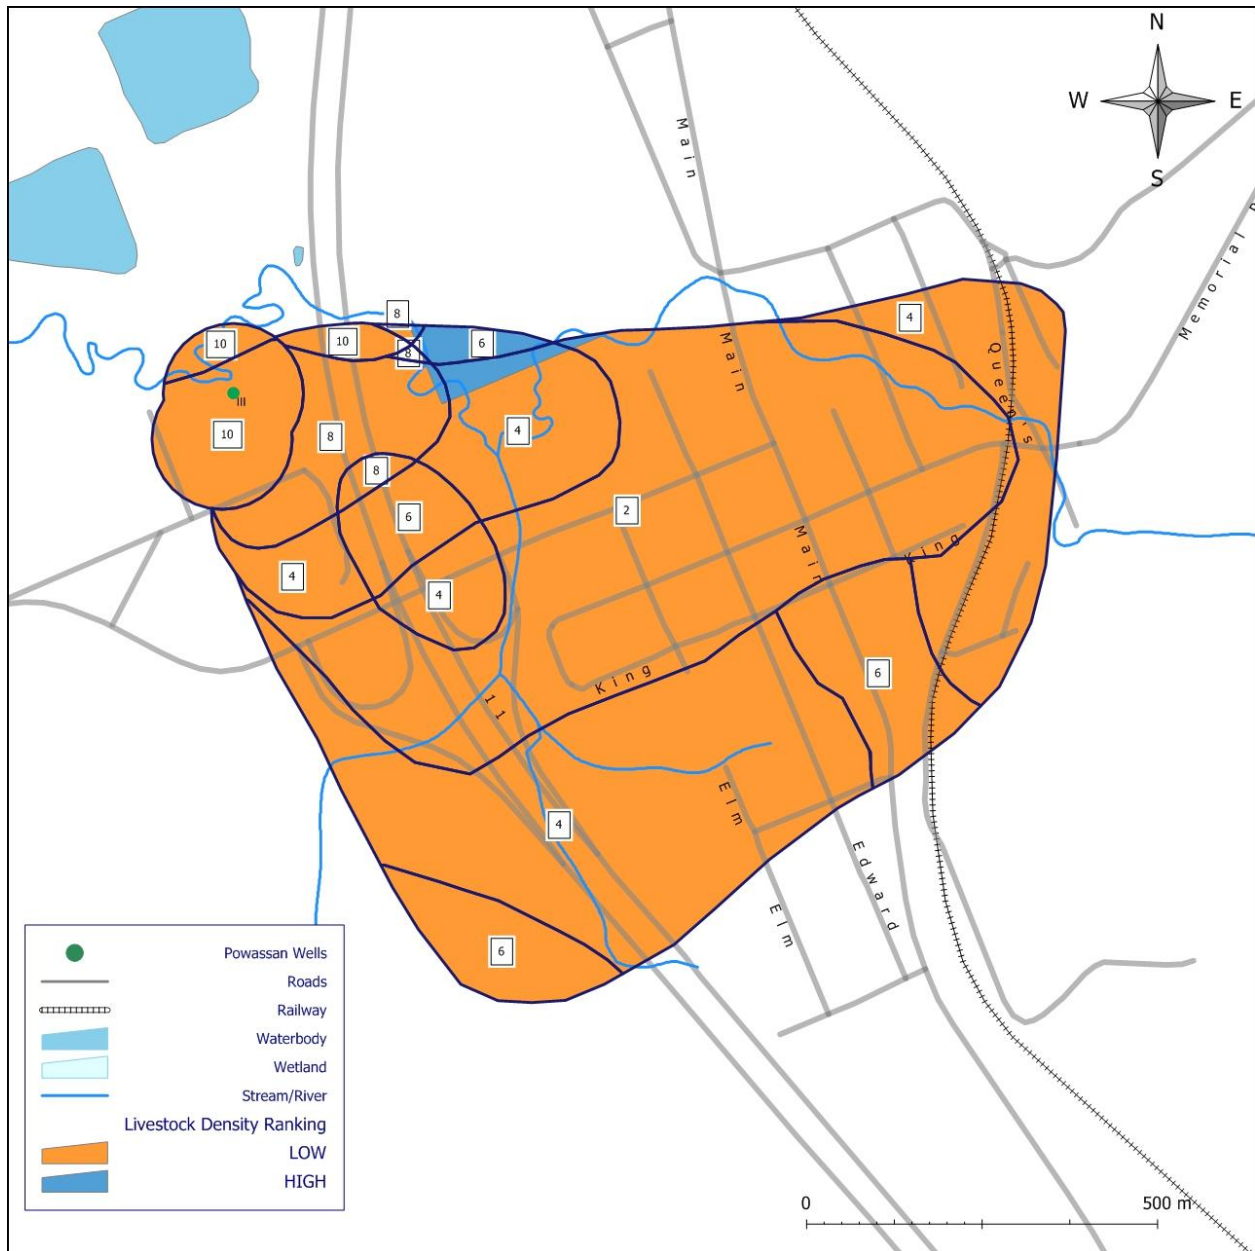 N
W E
S
Main
Memorial
8
4
10
10
6
8
Main
Queen's
III
10
8
4
8
6
2
Main
King
4
4
King
6
11
4
Elm
Edward
Elm
6
Powassan Wells
Roads
Railway
Waterbody
Wetland
Stream/River
Livestock Density Ranking
LOW
HIGH
0 500 m